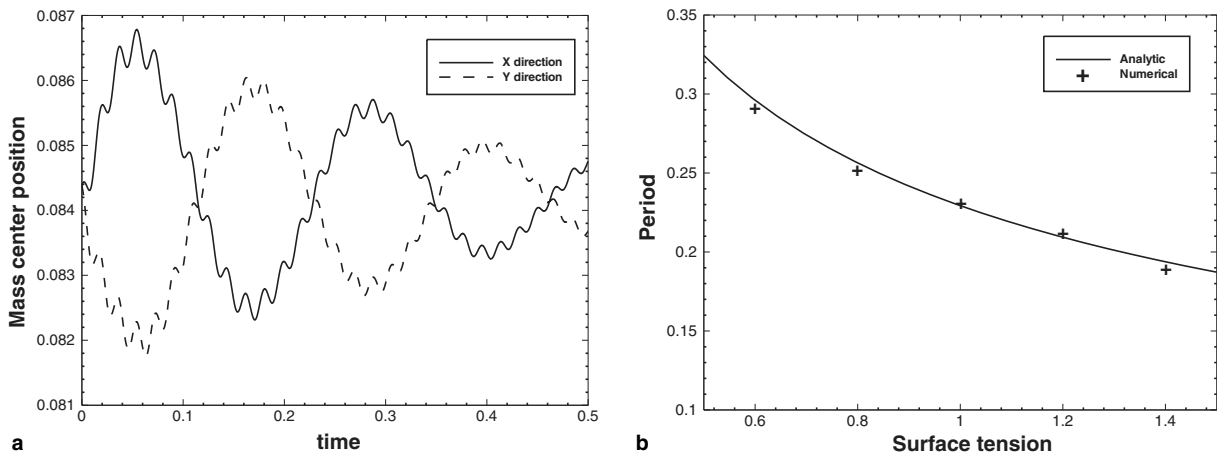 0.087
0.086
0.085
0.084
0.083
0.082
0.081
Mass center position
X direction
Y direction
0
0.1
0.2
0.3
0.4
0.5
time
a
0.35
0.3
0.25
0.2
0.15
0.1
Period
Analytic
Numerical
0.6
0.8
1
1.2
1.4
Surface tension
b